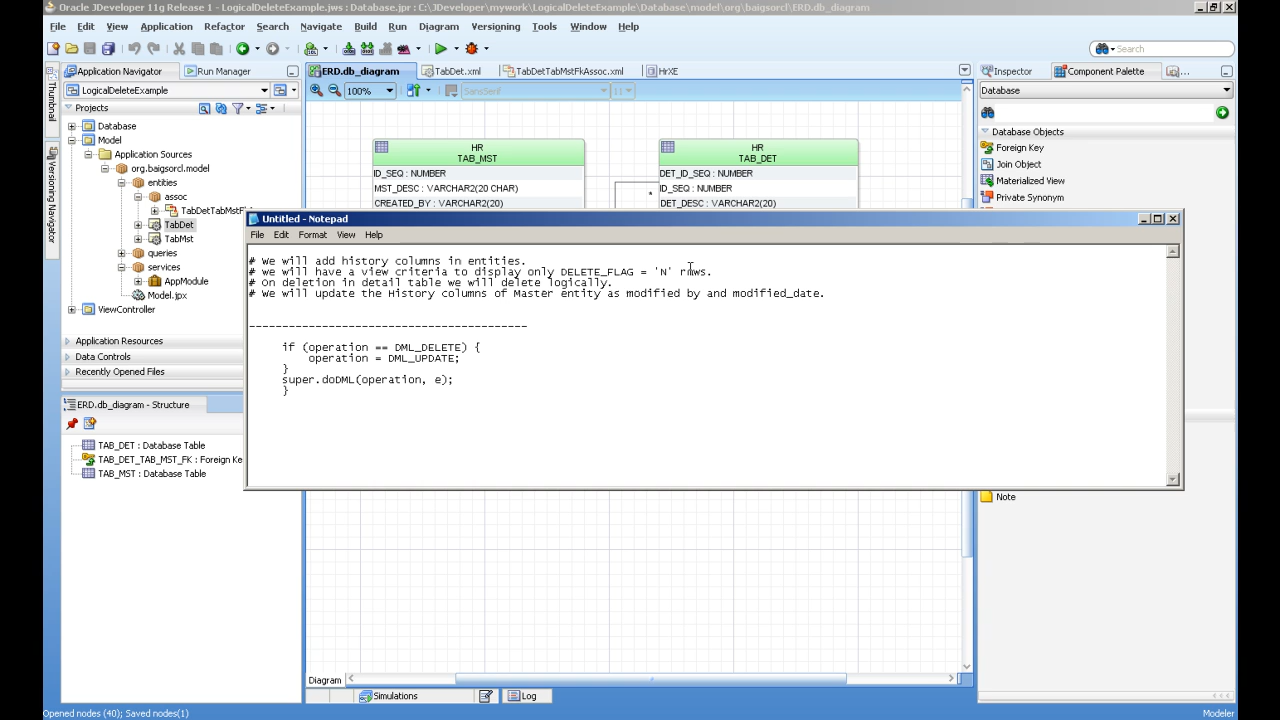 Oracle JDeveloper 11g Release 1 - LogicalDeleteExample.jws : Database.jpr : C:\JDeveloper\mywork\LogicalDeleteExample\Database\model\org\baigsorcl\ERD.db_diagram
File Edit View Application Refactor Search Navigate Build Run Diagram Versioning Tools Window Help
Search
Application Navigator Run Manager
ERD.db_diagram TabDet.xml TabDetTabMstFkAssoc.xml HrXE
Inspector Component Palette
LogicalDeleteExample
100% SansSerif 11
Database
Thumbnail
Versioning Navigator
Projects
Database
Model
Application Sources
org.baigsorcl.model
entities
assoc
TabDetTabMstF
TabDet
TabMst
queries
services
AppModule
Model.jpx
ViewController
Application Resources
Data Controls
Recently Opened Files
HR
TAB_MST
ID_SEQ : NUMBER
MST_DESC : VARCHAR2(20 CHAR)
CREATED_BY : VARCHAR2(20)
*
HR
TAB_DET
DET_ID_SEQ : NUMBER
ID_SEQ : NUMBER
DET_DESC : VARCHAR2(20)
Database Objects
Foreign Key
Join Object
Materialized View
Private Synonym
Note
Untitled - Notepad
File Edit Format View Help
# we will add history columns in entities.
# we will have a view criteria to display only DELETE_FLAG = 'N' rows.
# on deletion in detail table we will delete logically.
# we will update the History columns of Master entity as modified by and modified_date.
------------------------------------------
if (operation == DML_DELETE) {
operation = DML_UPDATE;
}
super.doDML(operation, e);
}
ERD.db_diagram - Structure
TAB_DET : Database Table
TAB_DET_TAB_MST_FK : Foreign Ke
TAB_MST : Database Table
Diagram
Simulations Log
Opened nodes (40); Saved nodes(1)
Modeler